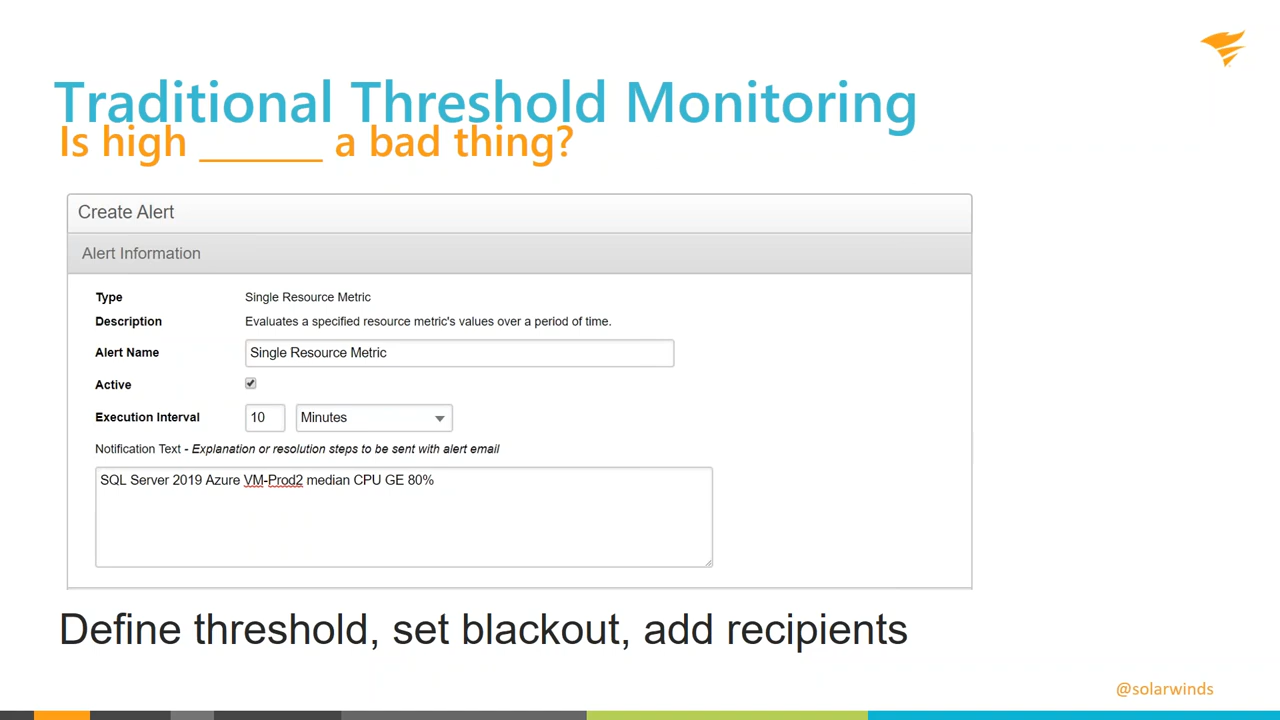 Traditional Threshold Monitoring
Is high ______ a bad thing?
Create Alert
Alert Information
Type Single Resource Metric
Description Evaluates a specified resource metric's values over a period of time.
Alert Name Single Resource Metric
Active
Execution Interval 10 Minutes
Notification Text - Explanation or resolution steps to be sent with alert email
SQL Server 2019 Azure VM-Prod2 median CPU GE 80%
Define threshold, set blackout, add recipients
@solarwinds